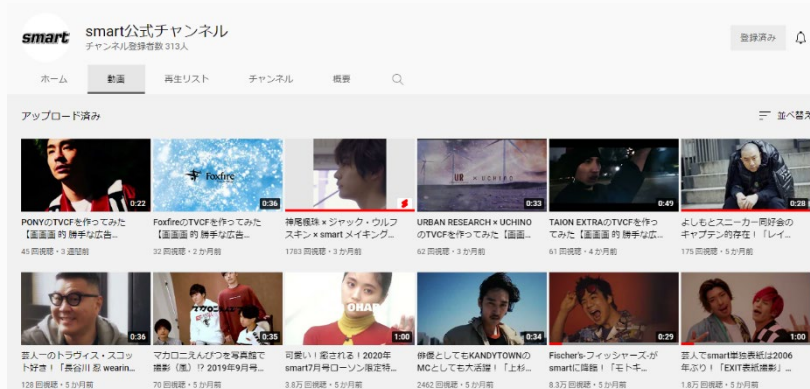 smart
smart公式チャンネル
チャンネル登録者数 313人
登録済み
ホーム
動画
再生リスト
チャンネル
概要
アップロード済み
並べ替え
Foxfire
UR × UCHINO
0:22
0:36
0:33
0:49
0:28
PONYのTVCFを作ってみた
【画画画 的 勝手な広告...
45 回視聴・3 週間前
FoxfireのTVCFを作ってみた
【画画画 的 勝手な広告...
32 回視聴・2 か月前
神尾楓珠 × ジャック・ウルフ
スキン × smart メイキング...
1783 回視聴・3 か月前
URBAN RESEARCH × UCHINO
のTVCFを作ってみた【画画...
62 回視聴・3 か月前
TAION EXTRAのTVCFを作っ
てみた【画画画 的 勝手な広...
61 回視聴・4 か月前
よしもとスニーカー同好会の
キャプテン的存在!「レイ...
175 回視聴・5 か月前
マカロニえんぴつ
OHAR
0:36
0:35
1:00
0:34
0:29
1:00
芸人一のトラヴィス・スコッ
ト好き!「長谷川 忍 wearin...
128 回視聴・5 か月前
マカロニえんぴつを写真館で
撮影(風)!? 2019年9月号...
70 回視聴・5 か月前
可愛い!癒される!2020年
smart7月号ローソン限定特...
3.8万 回視聴・5 か月前
俳優としてもKANDYTOWNの
MCとしても大活躍!「上杉...
2462 回視聴・5 か月前
Fischer's-フィッシャーズ-が
smartに降臨!「モトキ...
8.3万 回視聴・5 か月前
芸人でsmart単独表紙は2006
年ぶり!「EXIT表紙撮影」...
1.8万 回視聴・5 か月前